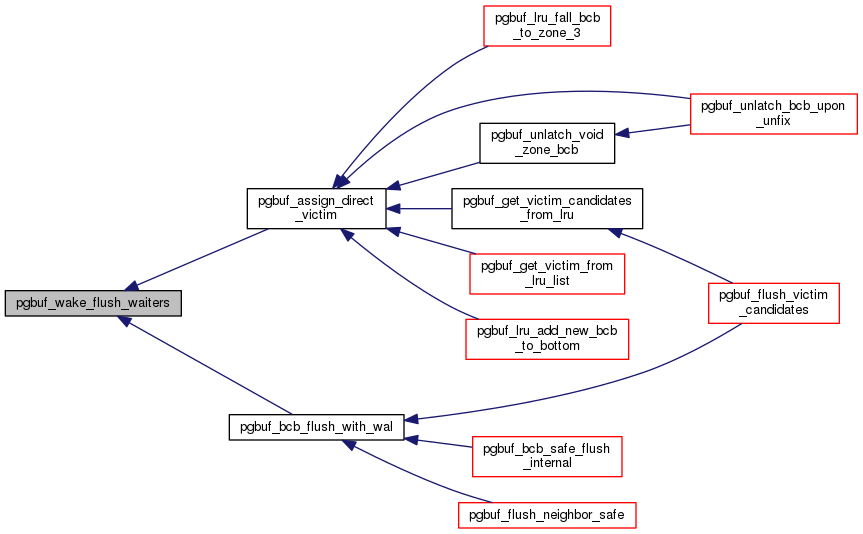 pgbuf_lru_fall_bcb
_to_zone_3
pgbuf_unlatch_bcb_upon
_unfix
pgbuf_unlatch_void
_zone_bcb
pgbuf_assign_direct
_victim
pgbuf_get_victim_candidates
_from_lru
pgbuf_get_victim_from
_lru_list
pgbuf_wake_flush_waiters
pgbuf_flush_victim
_candidates
pgbuf_lru_add_new_bcb
_to_bottom
pgbuf_bcb_flush_with_wal
pgbuf_bcb_safe_flush
_internal
pgbuf_flush_neighbor_safe